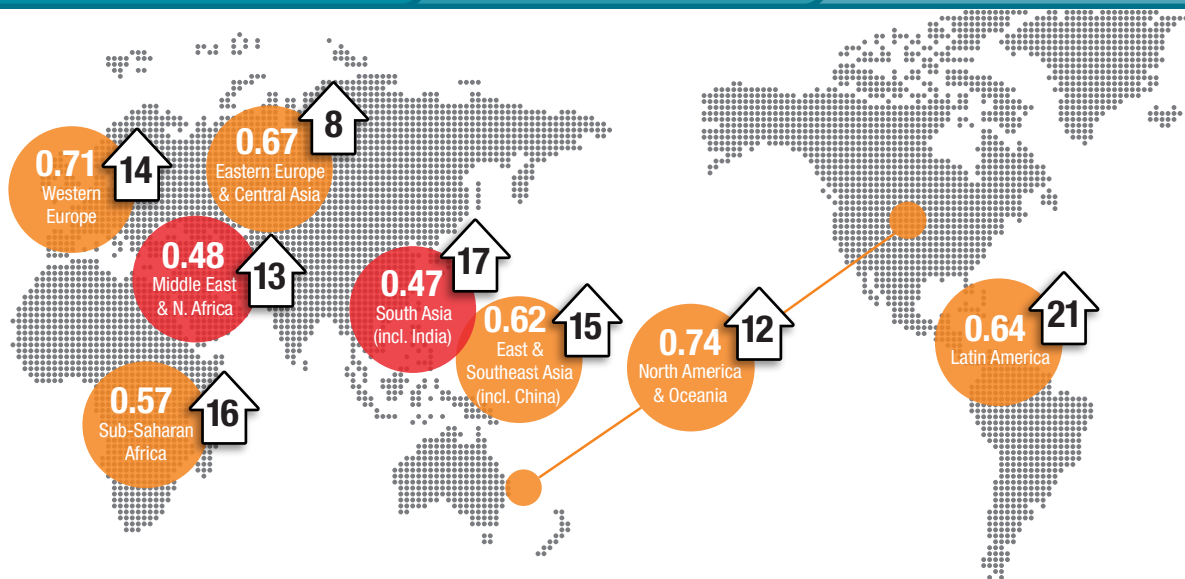 0.71
Western
Europe
14
0.67
Eastern Europe
& Central Asia
8
0.48
Middle East
& N. Africa
13
0.47
South Asia
(incl. India)
17
0.62
East &
Southeast Asia
(incl. China)
15
0.74
North America
& Oceania
12
0.64
Latin America
21
0.57
Sub-Saharan
Africa
16